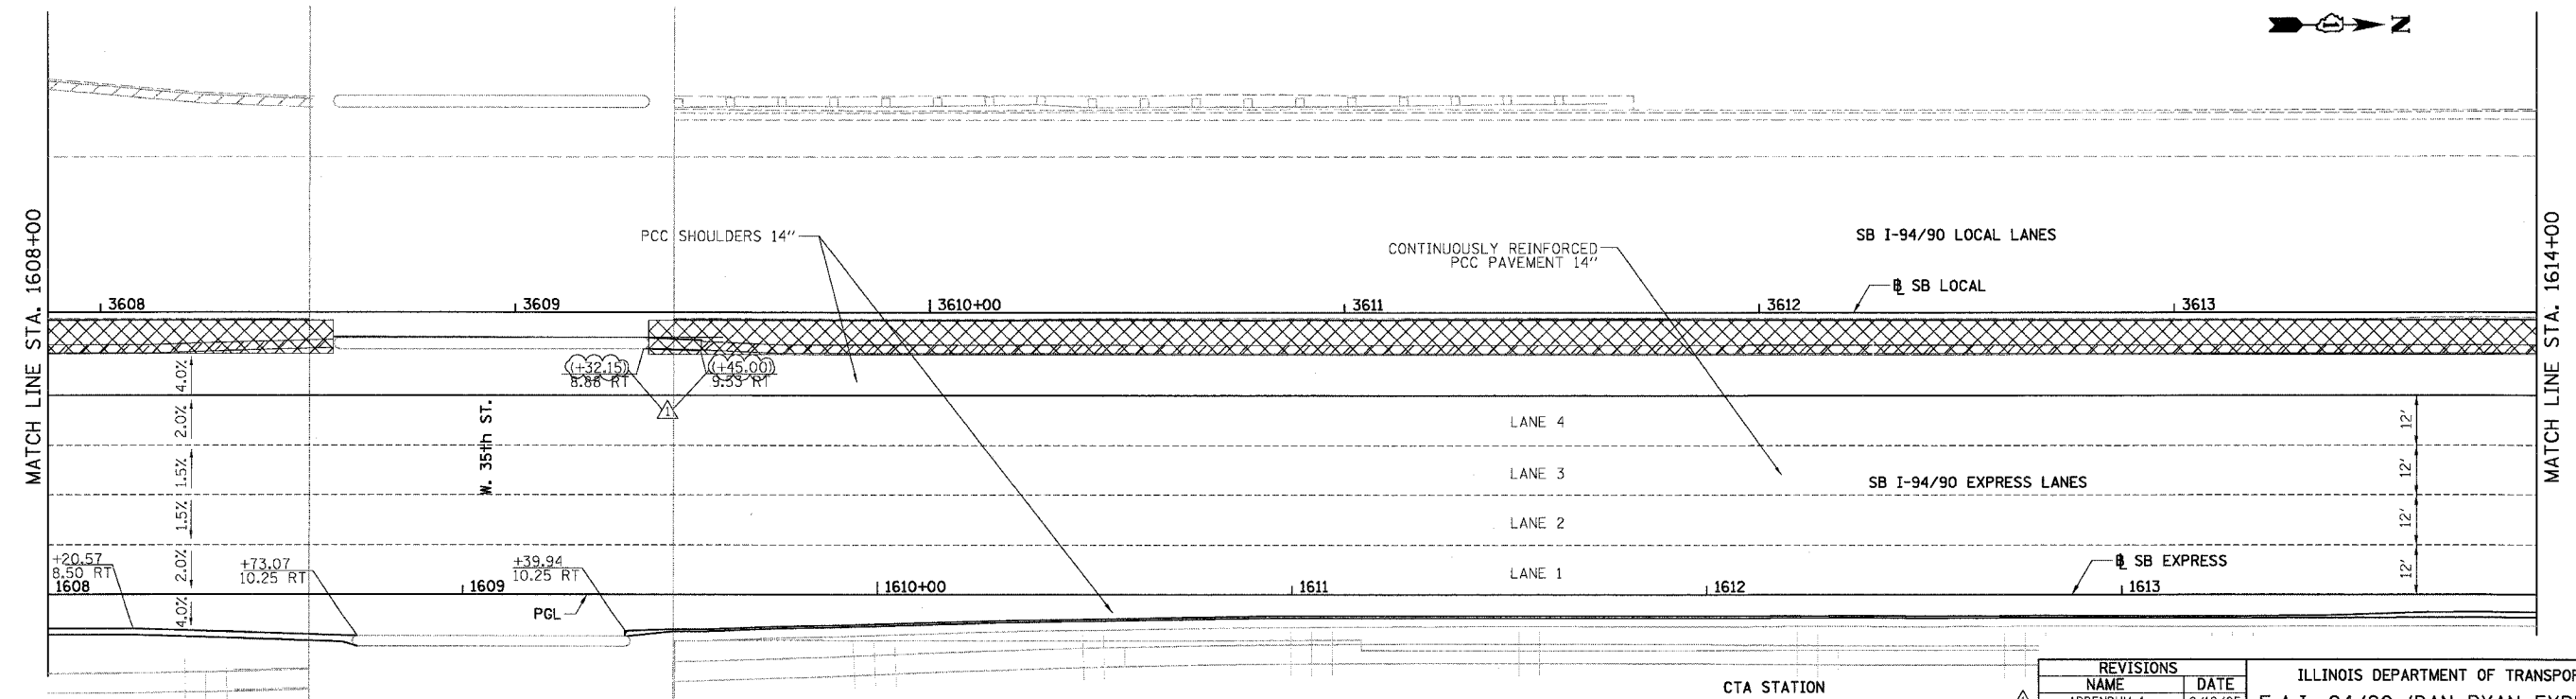 N
MATCH LINE STA. 1608+00
MATCH LINE STA. 1614+00
PCC SHOULDERS 14"
CONTINUOUSLY REINFORCED
PCC PAVEMENT 14"
SB I-94/90 LOCAL LANES
B SB LOCAL
3608
3609
3610+00
3611
3612
3613
(+32.15)
8.88 RT
(+45.00)
9.53 RT
1
4.0%
2.0%
1.5%
1.5%
2.0%
4.0%
W. 35th ST.
LANE 4
LANE 3
SB I-94/90 EXPRESS LANES
LANE 2
LANE 1
12'
12'
12'
12'
+20.57
8.50 RT
+73.07
10.25 RT
+39.94
10.25 RT
B SB EXPRESS
1608
1609
1610+00
1611
1612
1613
PGL
CTA STATION
REVISIONS
NAME
DATE
ILLINOIS DEPARTMENT OF TRANSPO